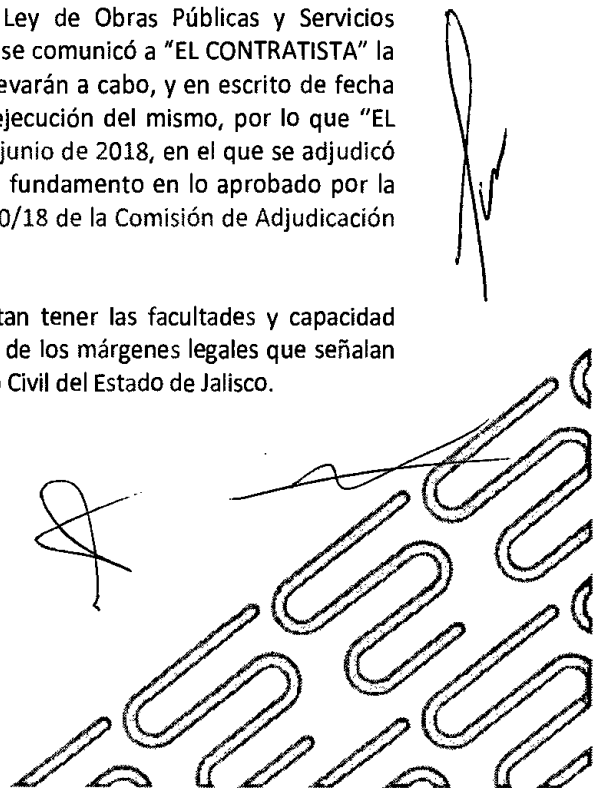 Ley de Obras Públicas y Servicios
se comunicó a "EL CONTRATISTA" la
evarán a cabo, y en escrito de fecha
ejecución del mismo, por lo que "EL
junio de 2018, en el que se adjudicó
fundamento en lo aprobado por la
0/18 de la Comisión de Adjudicación
tan tener las facultades y capacidad
de los márgenes legales que señalan
Civil del Estado de Jalisco.